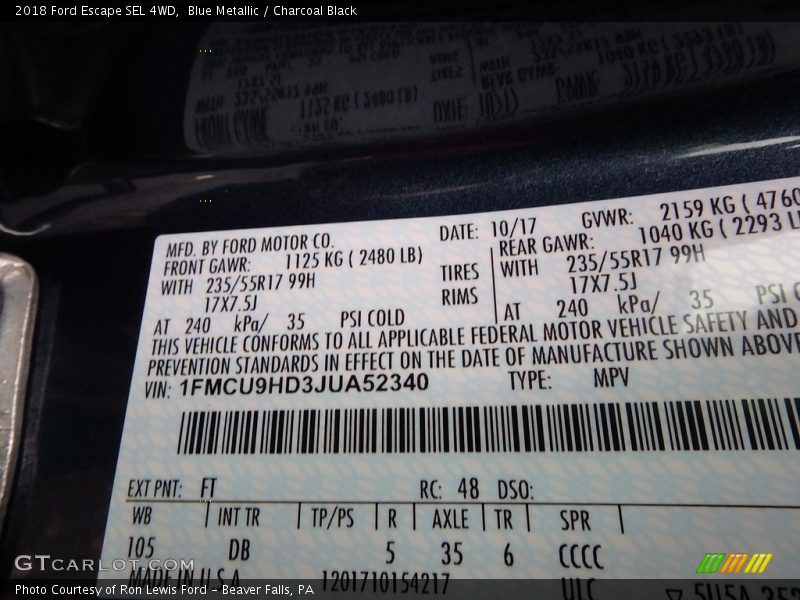 2018 Ford Escape SEL 4WD, Blue Metallic / Charcoal Black
MFD. BY FORD MOTOR CO. DATE: 10/17 GVWR: 2159 KG ( 4760
FRONT GAWR: 1125 KG ( 2480 LB) REAR GAWR: 1040 KG ( 2293 LB
WITH 235/55R17 99H TIRES WITH 235/55R17 99H
17X7.5J RIMS 17X7.5J
AT 240 kPa/ 35 PSI COLD AT 240 kPa/ 35 PSI C
THIS VEHICLE CONFORMS TO ALL APPLICABLE FEDERAL MOTOR VEHICLE SAFETY AND
PREVENTION STANDARDS IN EFFECT ON THE DATE OF MANUFACTURE SHOWN ABOVE
VIN: 1FMCU9HD3JUA52340 TYPE: MPV
EXT PNT: FT RC: 48 DSO:
WB INT TR TP/PS R AXLE TR SPR
105 DB 5 35 6 CCCC
MADE IN U.S.A. 1201710154217 UTC
GTCARLOT.COM
Photo Courtesy of Ron Lewis Ford - Beaver Falls, PA